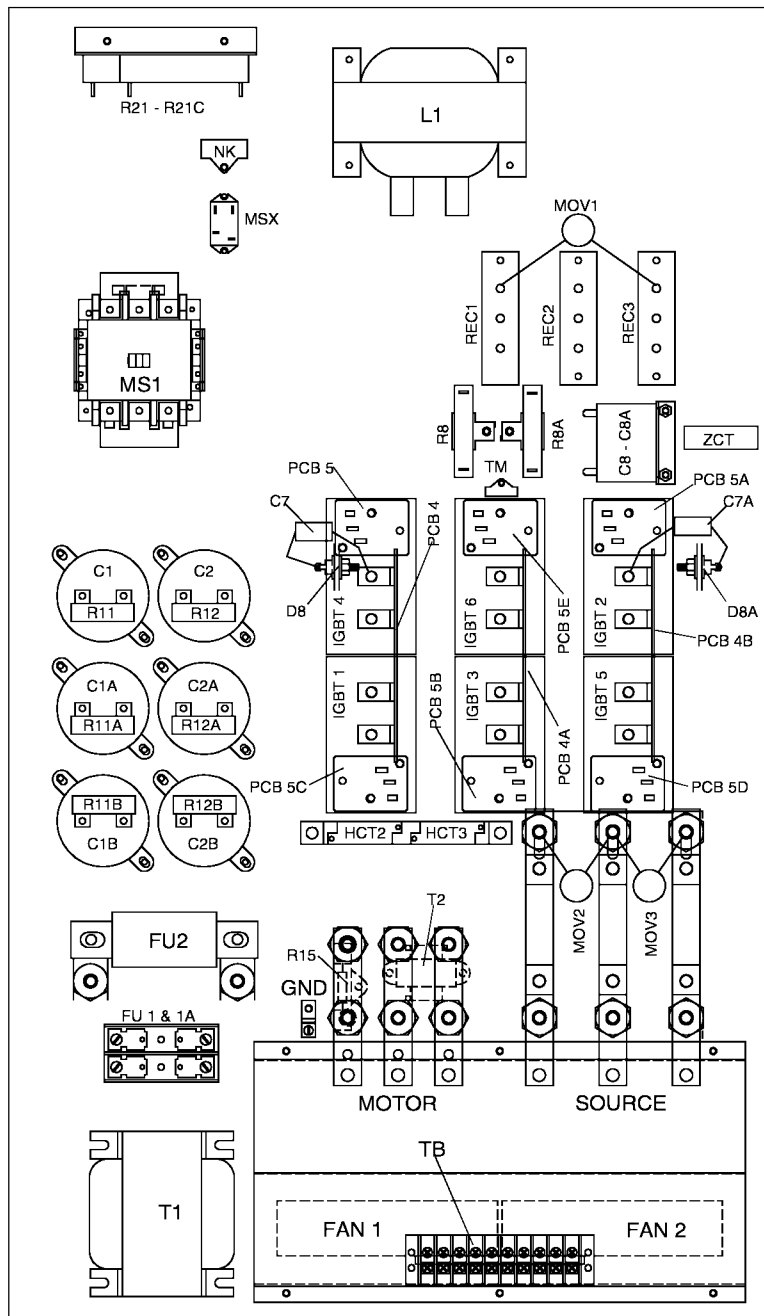 R21 - R21C
L1
NK
MSX
MOV1
REC1
REC2
REC3
MS1
R8
R8A
C8 - C8A
ZCT
TM
PCB 5
PCB 4
PCB 5A
C7
C7A
C1
C2
R11
R12
D8
IGBT 4
IGBT 6
PCB 5E
IGBT 2
D8A
PCB 4B
C1A
C2A
R11A
R12A
IGBT 1
PCB 5B
IGBT 3
PCB 4A
IGBT 5
PCB 5C
PCB 5D
R11B
R12B
C1B
C2B
HCT2
HCT3
MOV2
MOV3
T2
FU2
R15
GND
FU 1 & 1A
MOTOR
SOURCE
TB
T1
FAN 1
FAN 2